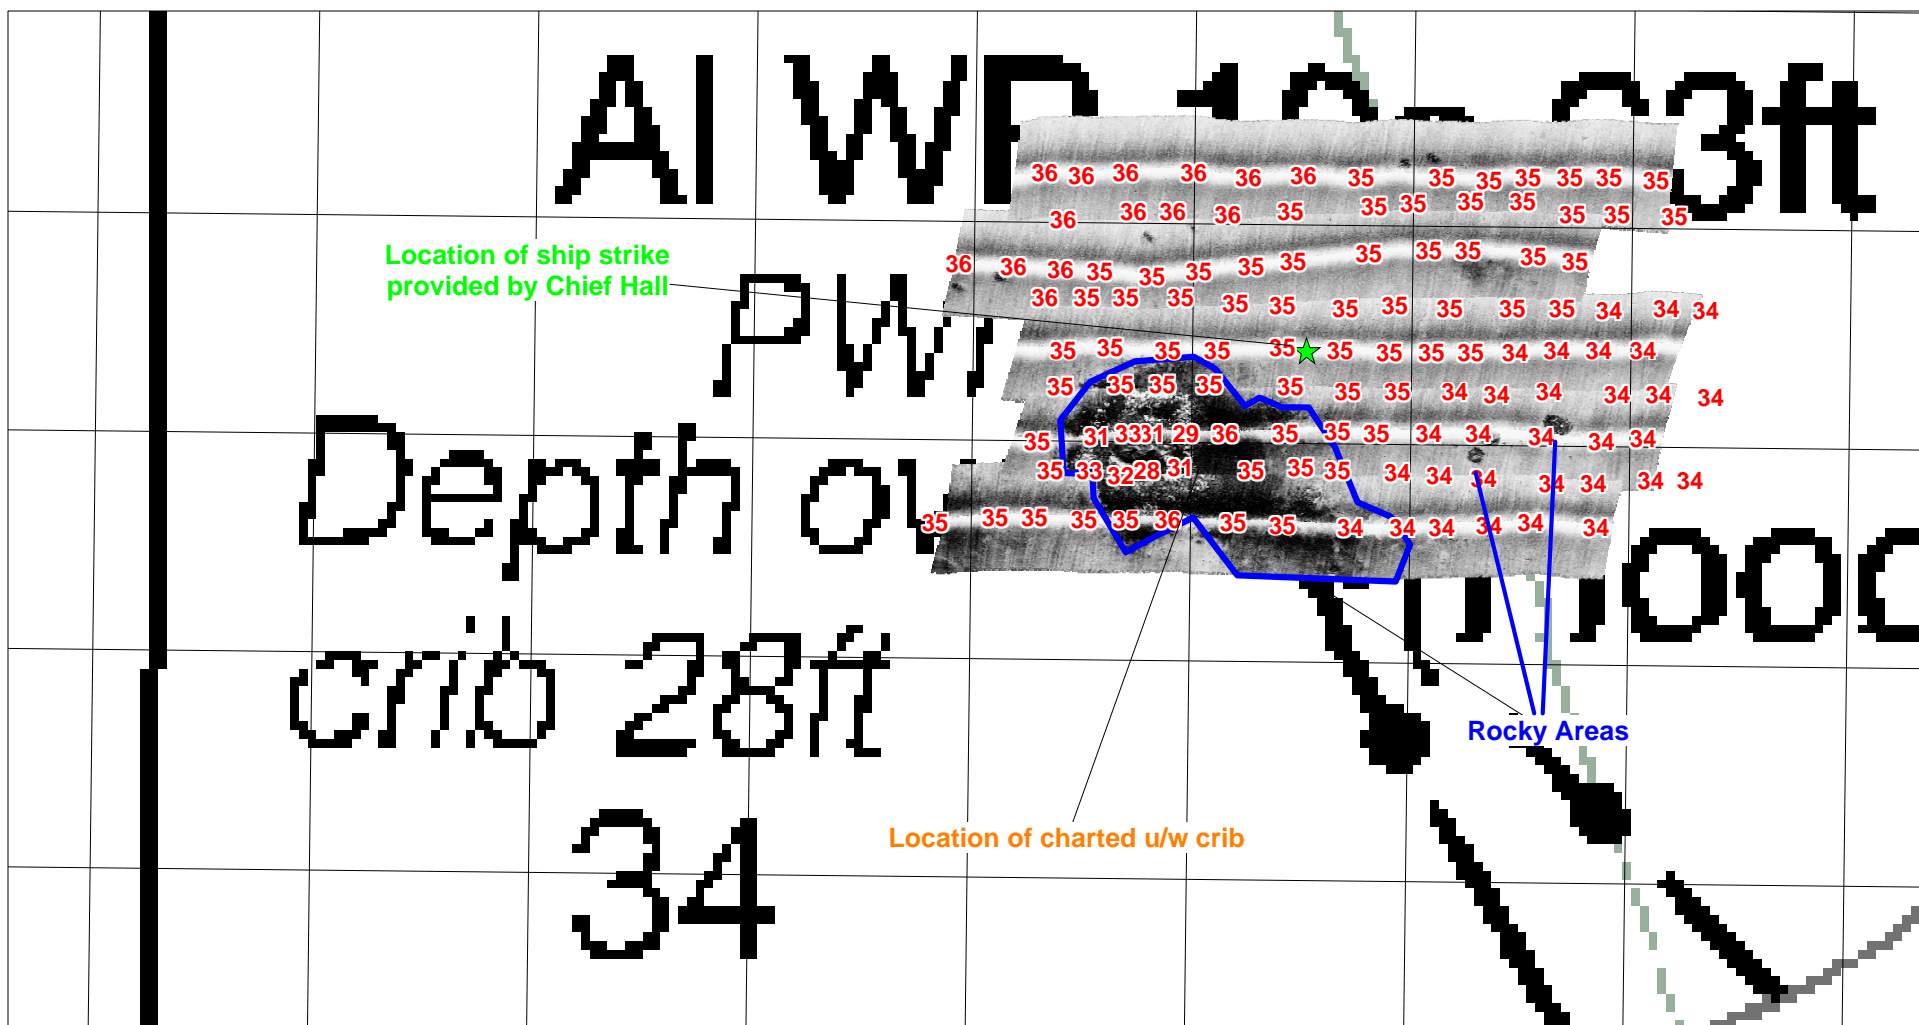 Al WP 63ft
36 36 36 36 36 36 35 35 35 35 35 35 35
36 36 36 36 35 35 35 35 35 35 35 35
Location of ship strike
provided by Chief Hall
36 36 36 35 35 35 35 35 35 35 35 35 35
36 35 35 35 35 35 35 35 35 35 35 34 34 34
PW
35 35 35 35 35 35 35 35 35 34 34 34 34
35 35 35 35 35 35 35 34 34 34 34 34 34
Depth
35 31 33 31 29 36 35 35 35 34 34 34 34 34
35 33 32 28 31 35 35 35 34 34 34 34 34 34 34
35 35 35 35 35 36 35 35 34 34 34 34 34 34
crib 28ft
Rocky Areas
Location of charted u/w crib
34